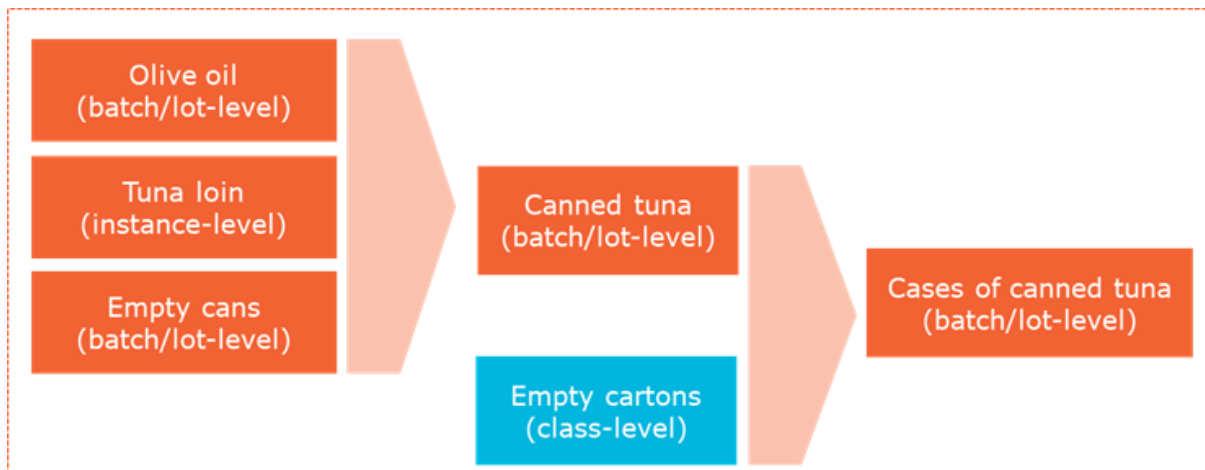 Olive oil
(batch/lot-level)
Tuna loin
(instance-level)
Empty cans
(batch/lot-level)
Canned tuna
(batch/lot-level)
Empty cartons
(class-level)
Cases of canned tuna
(batch/lot-level)